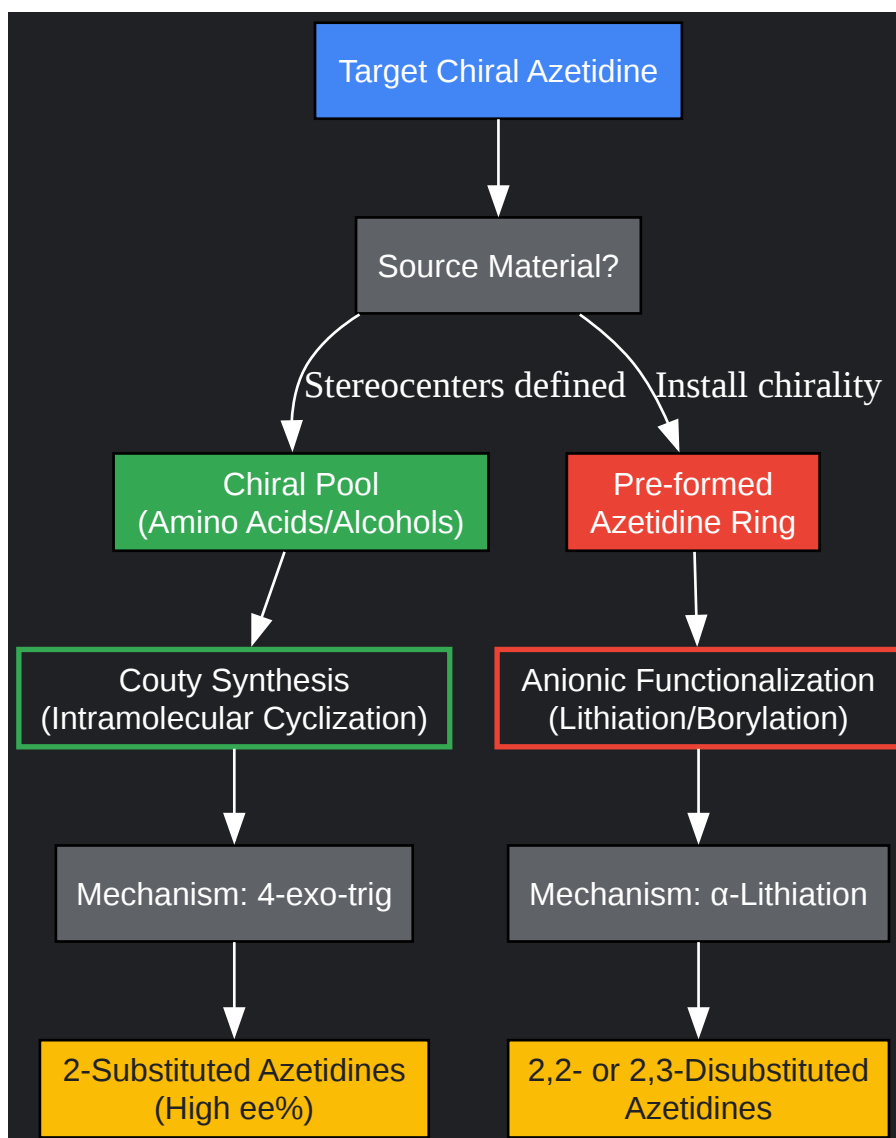 Target Chiral Azetidine
Source Material?
Stereocenters defined
Install chirality
Chiral Pool
(Amino Acids/Alcohols)
Pre-formed
Azetidine Ring
Couty Synthesis
(Intramolecular Cyclization)
Anionic Functionalization
(Lithiation/Borylation)
Mechanism: 4-exo-trig
Mechanism: α-Lithiation
2-Substituted Azetidines
(High ee%)
2,2- or 2,3-Disubstituted
Azetidines